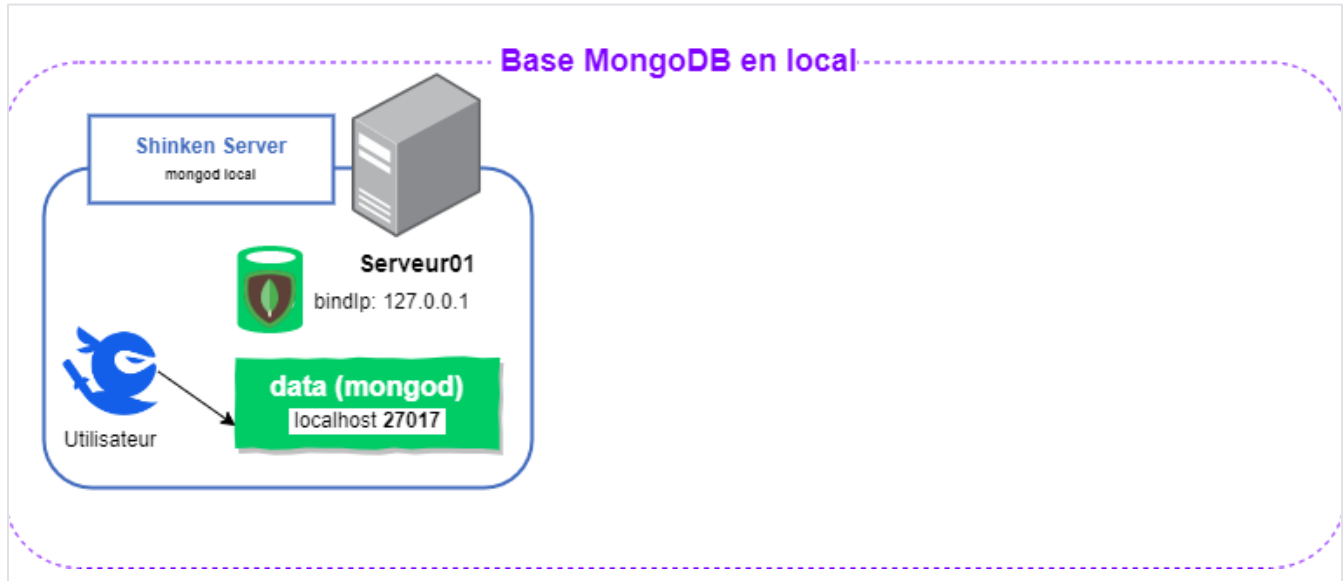 Base MongoDB en local
Shinken Server
mongod local
Serveur01
bindIp: 127.0.0.1
data (mongod)
localhost 27017
Utilisateur